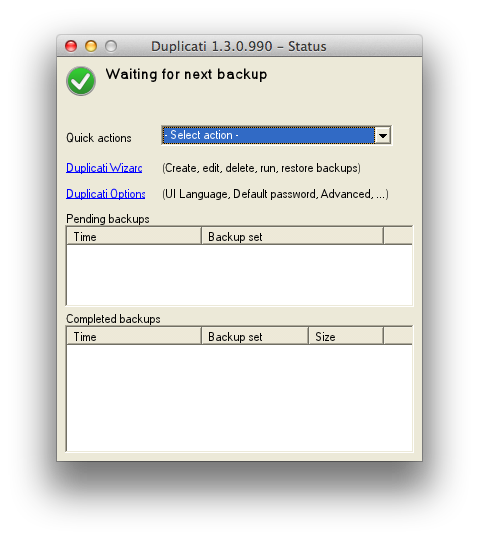 Duplicati 1.3.0.990 – Status
Waiting for next backup
Quick actions - Select action -
Duplicati Wizard (Create, edit, delete, run, restore backups)
Duplicati Options (UI Language, Default password, Advanced, ...)
Pending backups
Time Backup set
Completed backups
Time Backup set Size